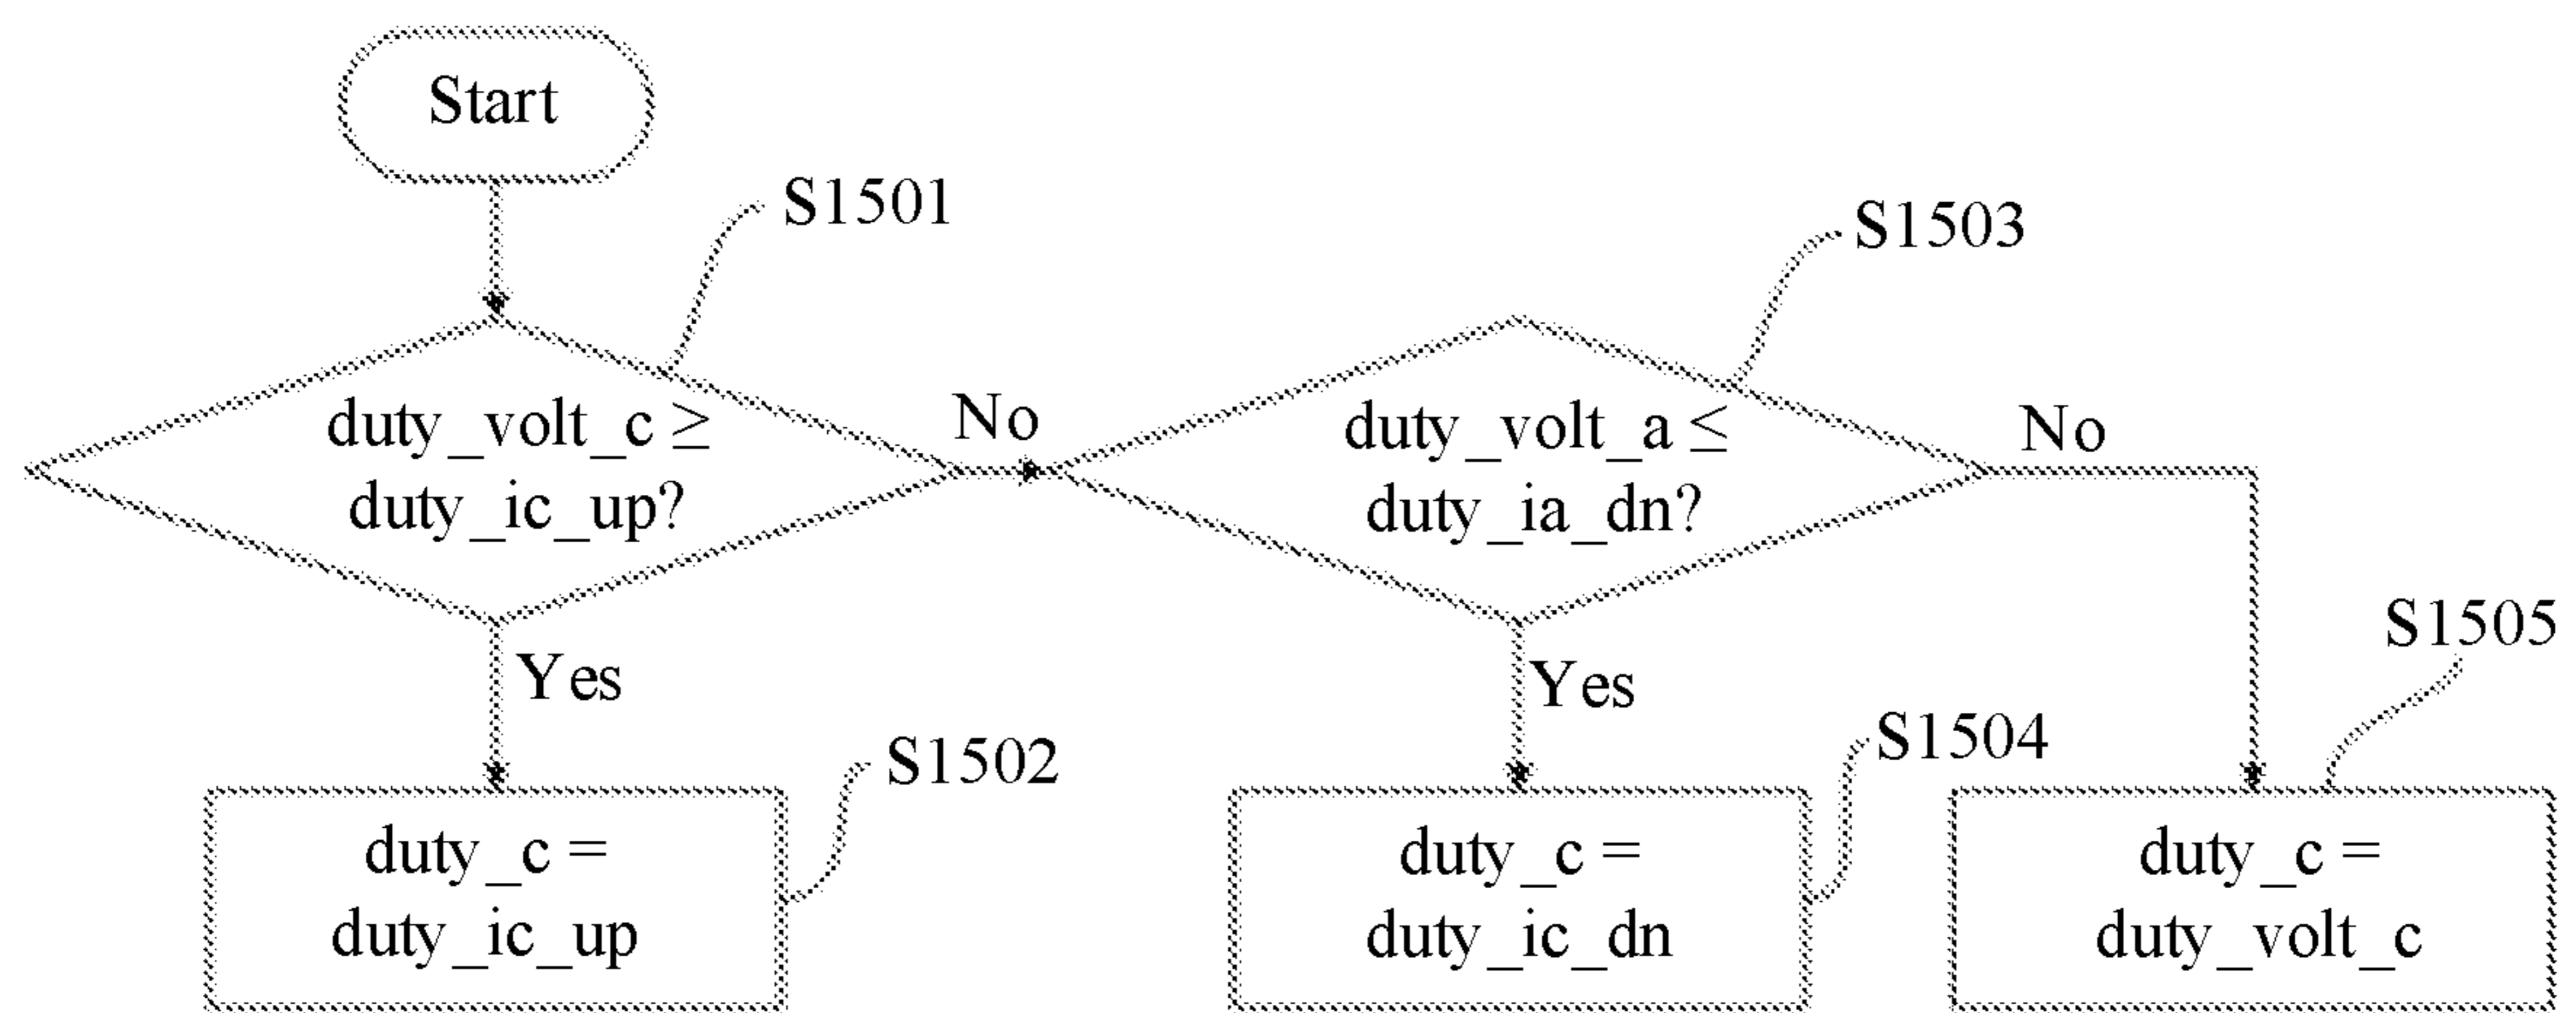 Start
S1501
S1503
duty_volt_c ≥
duty_ic_up?
No
duty_volt_a ≤
duty_ia_dn?
No
Yes
Yes
S1505
S1502
S1504
duty_c =
duty_ic_up
duty_c =
duty_ic_dn
duty_c =
duty_volt_c